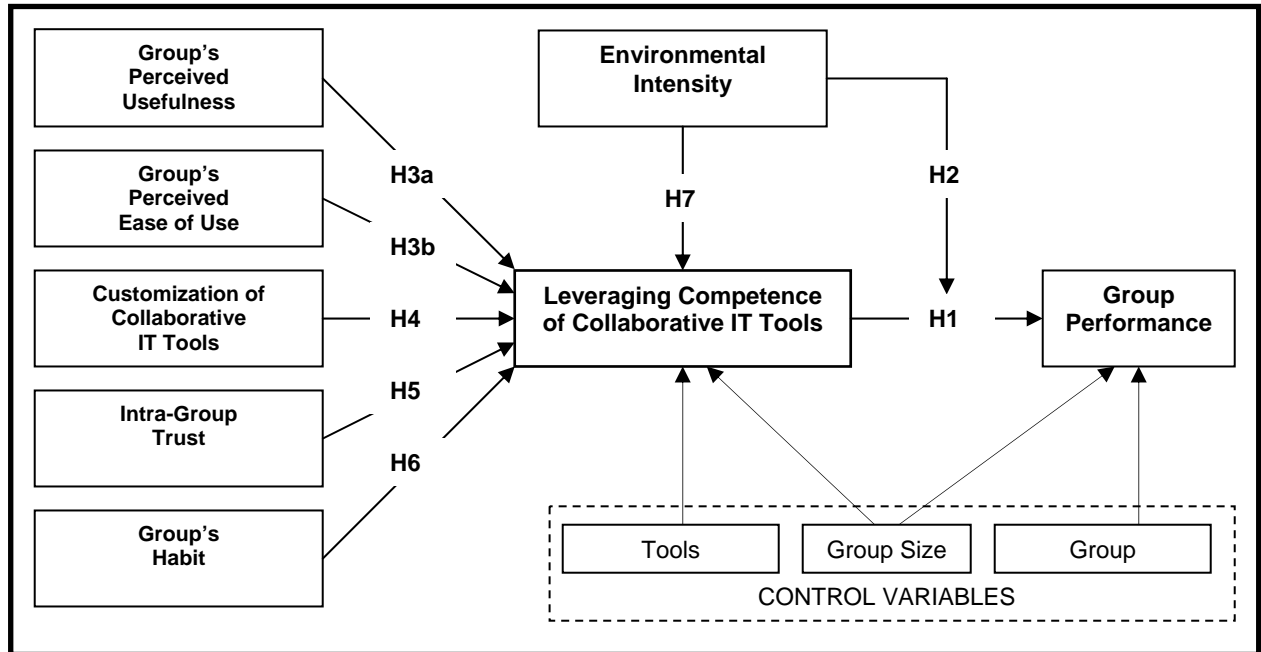 Group's
Perceived
Usefulness
Group's
Perceived
Ease of Use
Customization of
Collaborative
IT Tools
Intra-Group
Trust
Group's
Habit
H3a
H3b
H4
H5
H6
Environmental
Intensity
H7
H2
Leveraging Competence
of Collaborative IT Tools
H1
Group
Performance
Tools
Group Size
Group
CONTROL VARIABLES